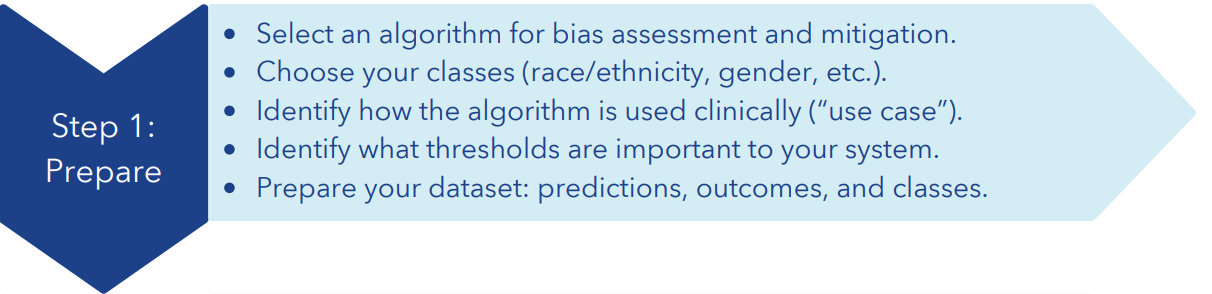 Step 1:
Prepare
• Select an algorithm for bias assessment and mitigation.
• Choose your classes (race/ethnicity, gender, etc.).
• Identify how the algorithm is used clinically (“use case”).
• Identify what thresholds are important to your system.
• Prepare your dataset: predictions, outcomes, and classes.